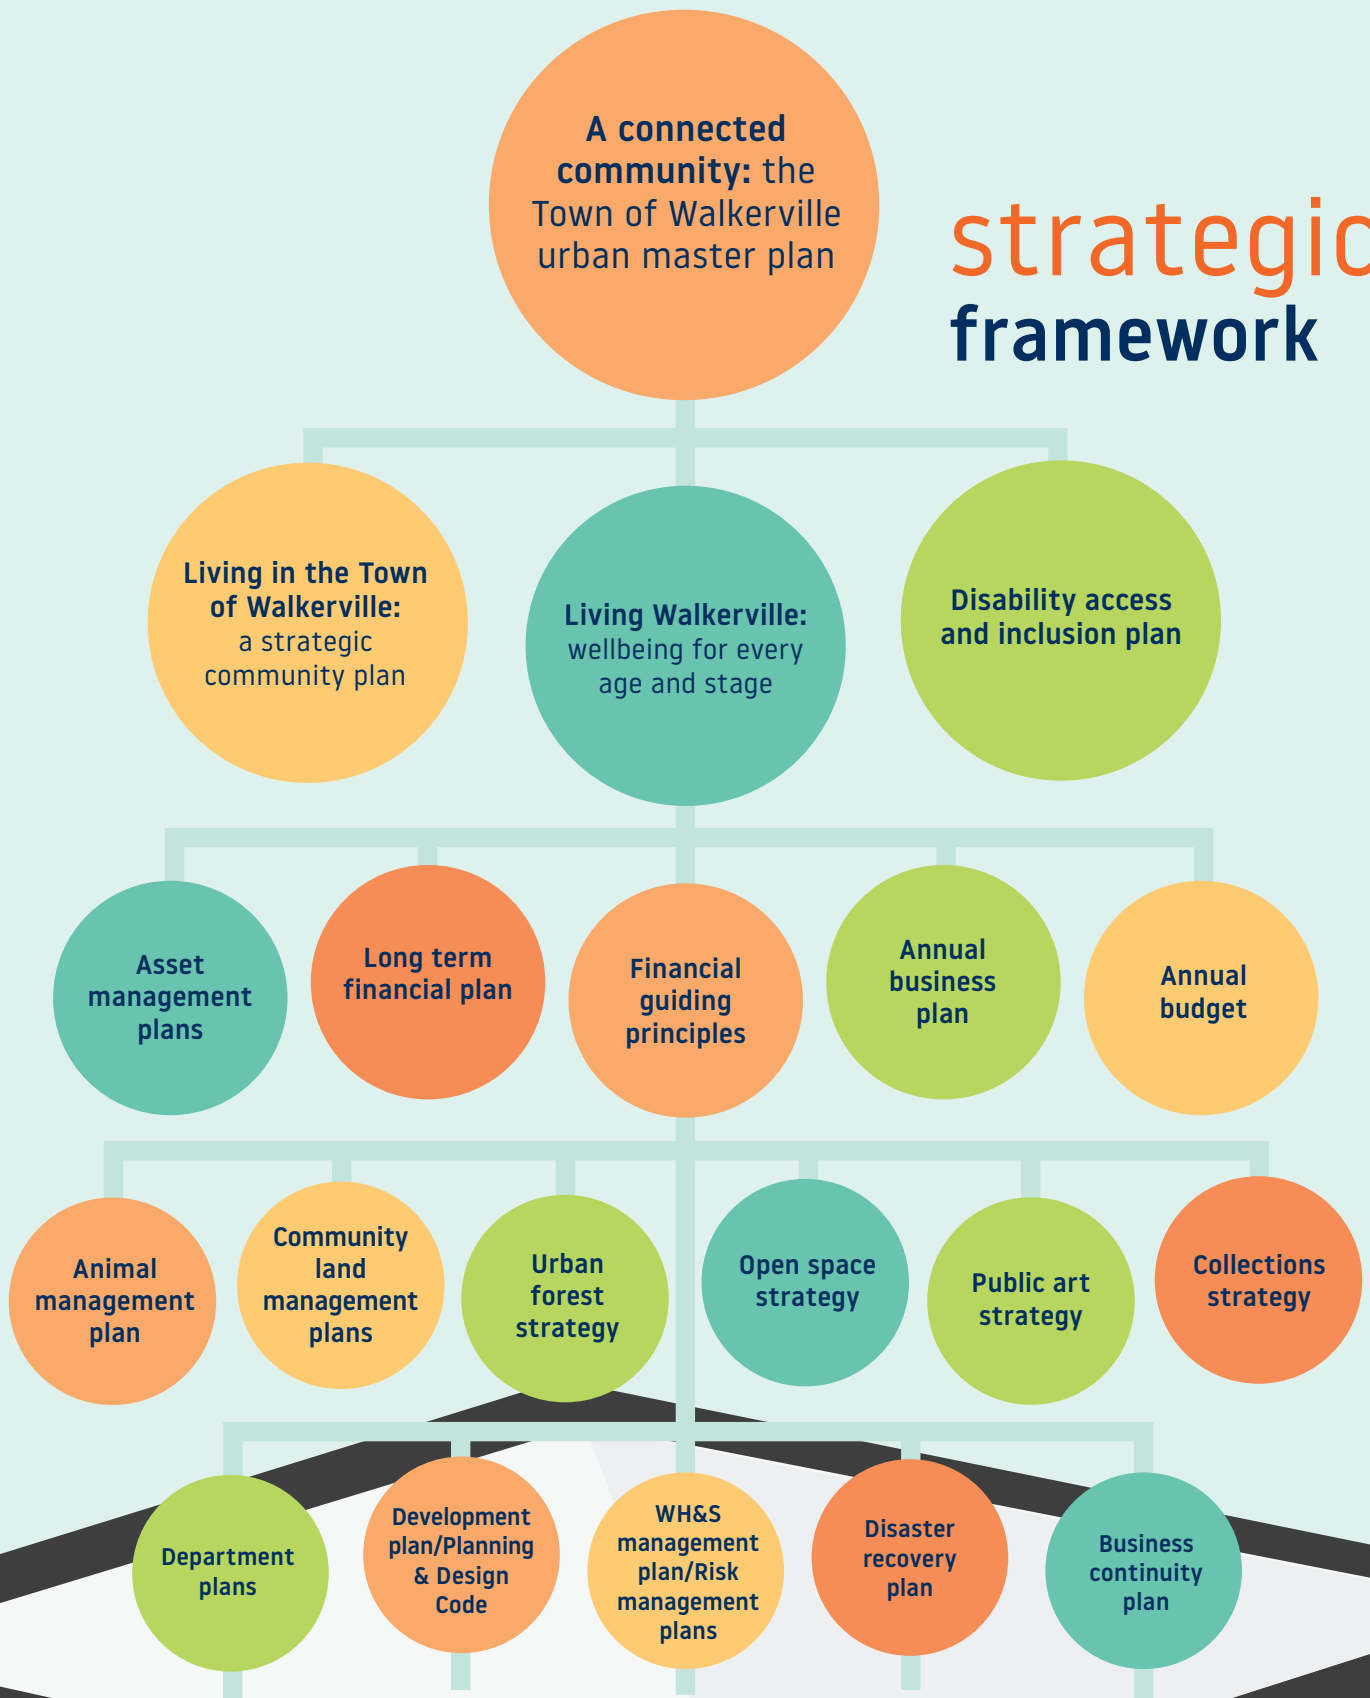 A connected
community: the
Town of Walkerville
urban master plan
strategic
framework
Living in the Town
of Walkerville:
a strategic
community plan
Living Walkerville:
wellbeing for every
age and stage
Disability access
and inclusion plan
Asset
management
plans
Long term
financial plan
Financial
guiding
principles
Annual
business
plan
Annual
budget
Animal
management
plan
Community
land
management
plans
Urban
forest
strategy
Open space
strategy
Public art
strategy
Collections
strategy
Department
plans
Development
plan/Planning
& Design
Code
WH&S
management
plan/Risk
management
plans
Disaster
recovery
plan
Business
continuity
plan